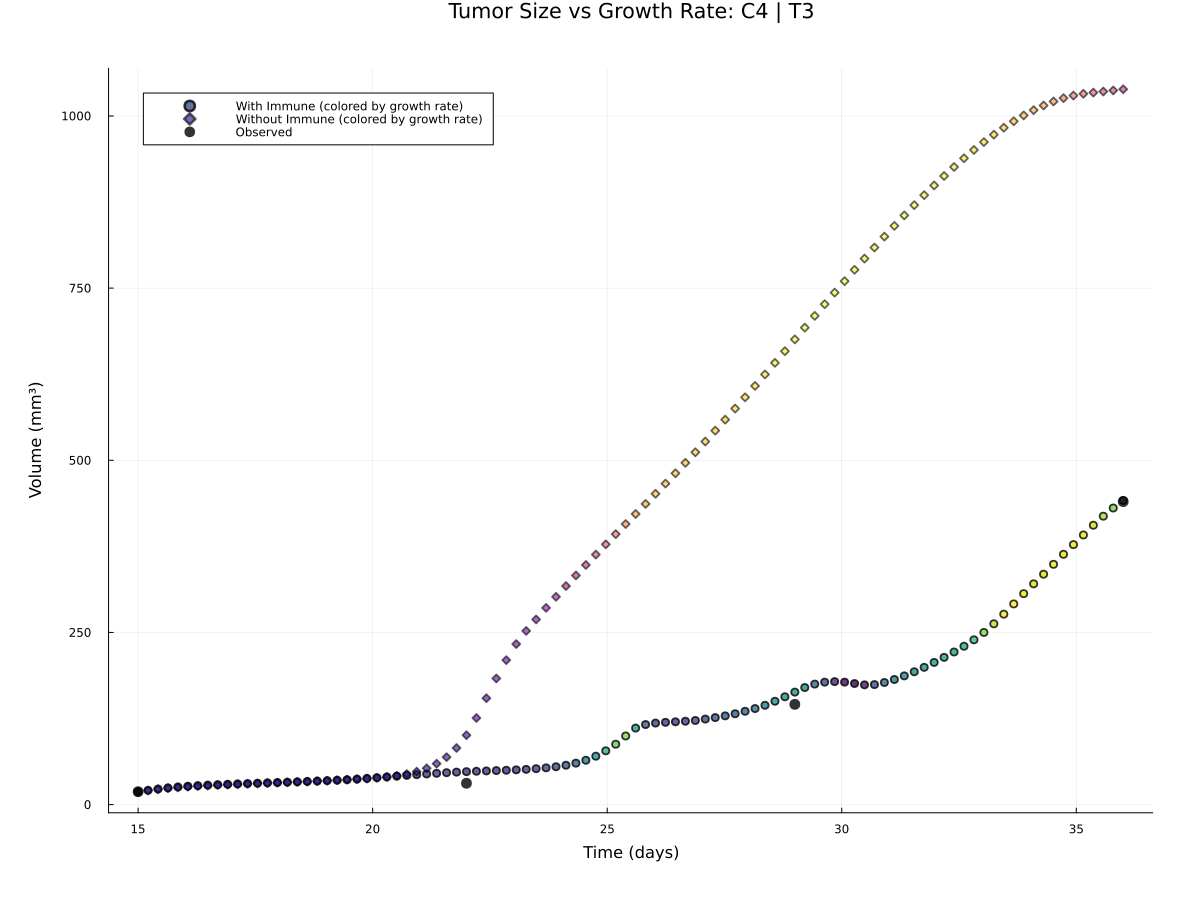 Tumor Size vs Growth Rate: C4 | T3
With Immune (colored by growth rate)
Without Immune (colored by growth rate)
Observed
Volume (mm³)
1000
750
500
250
0
15 20 25 30 35
Time (days)